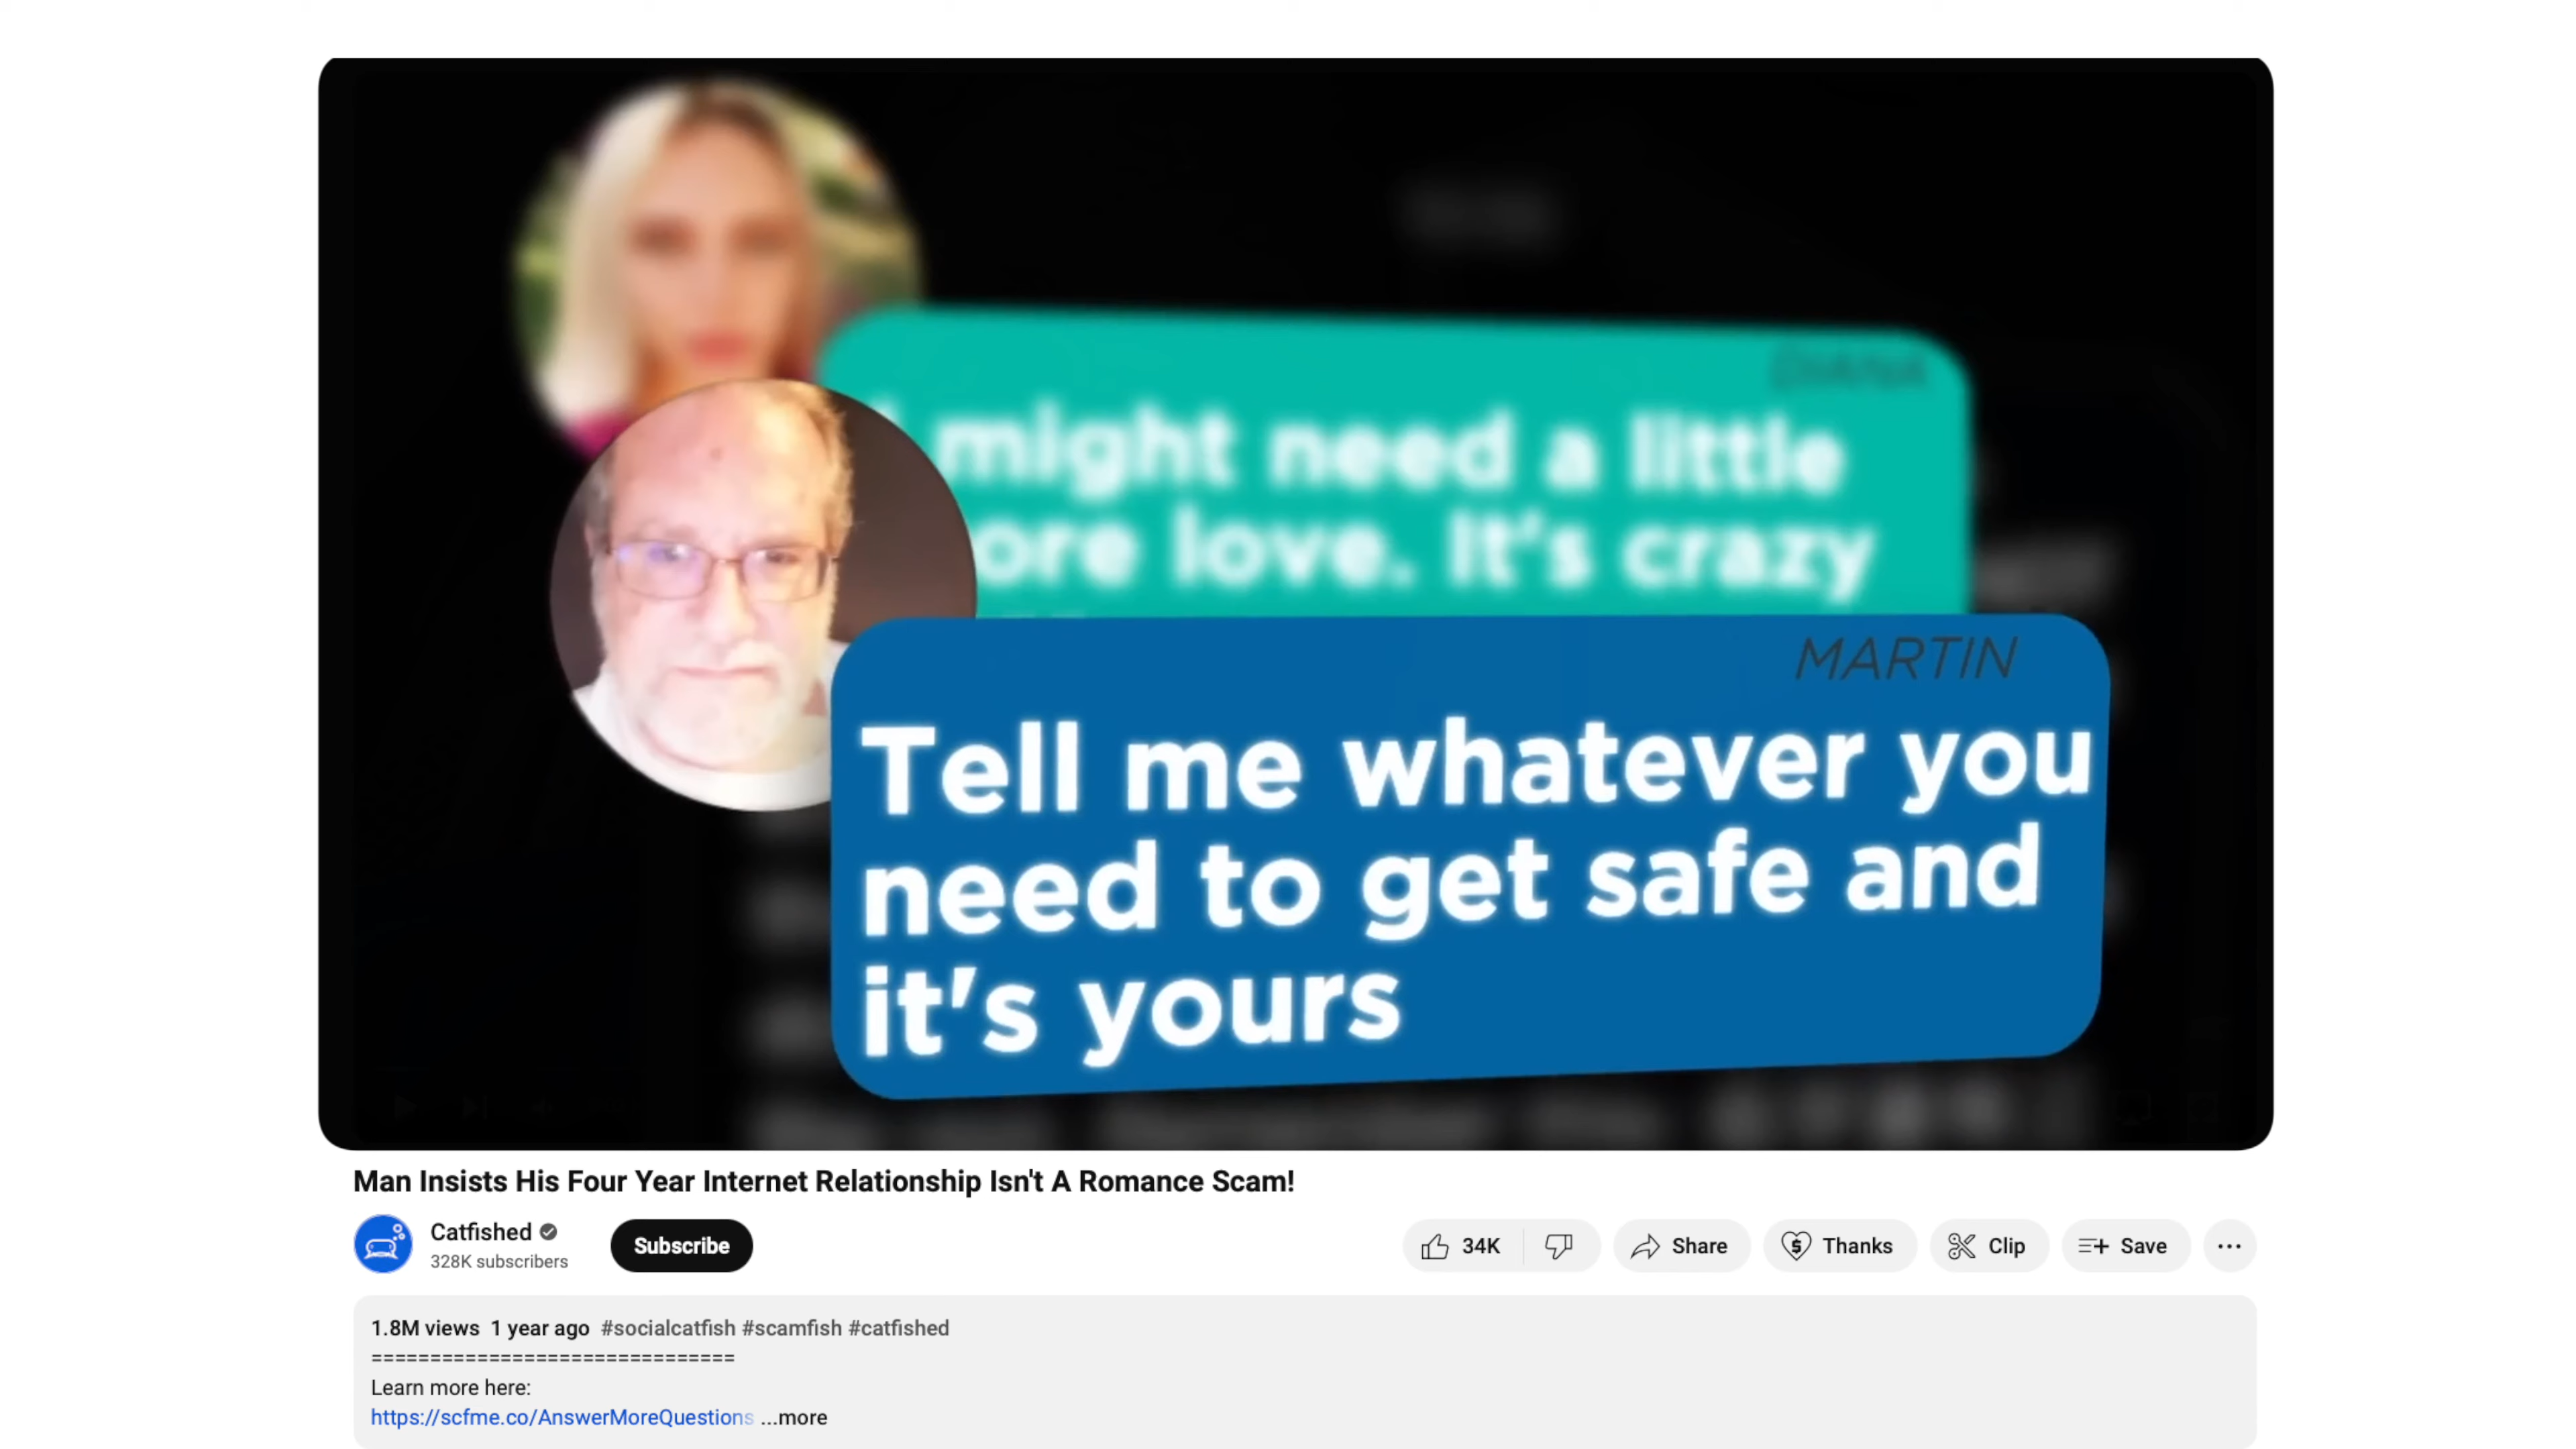 DIANA
might need a little
ore love. It's crazy
MARTIN
Tell me whatever you
need to get safe and
it's yours
Man Insists His Four Year Internet Relationship Isn't A Romance Scam!
Catfished
328K subscribers
Subscribe
34K
Share
Thanks
Clip
Save
1.8M views 1 year ago #socialcatfish #scamfish #catfished
===============================
Learn more here:
https://scfme.co/AnswerMoreQuestions ...more